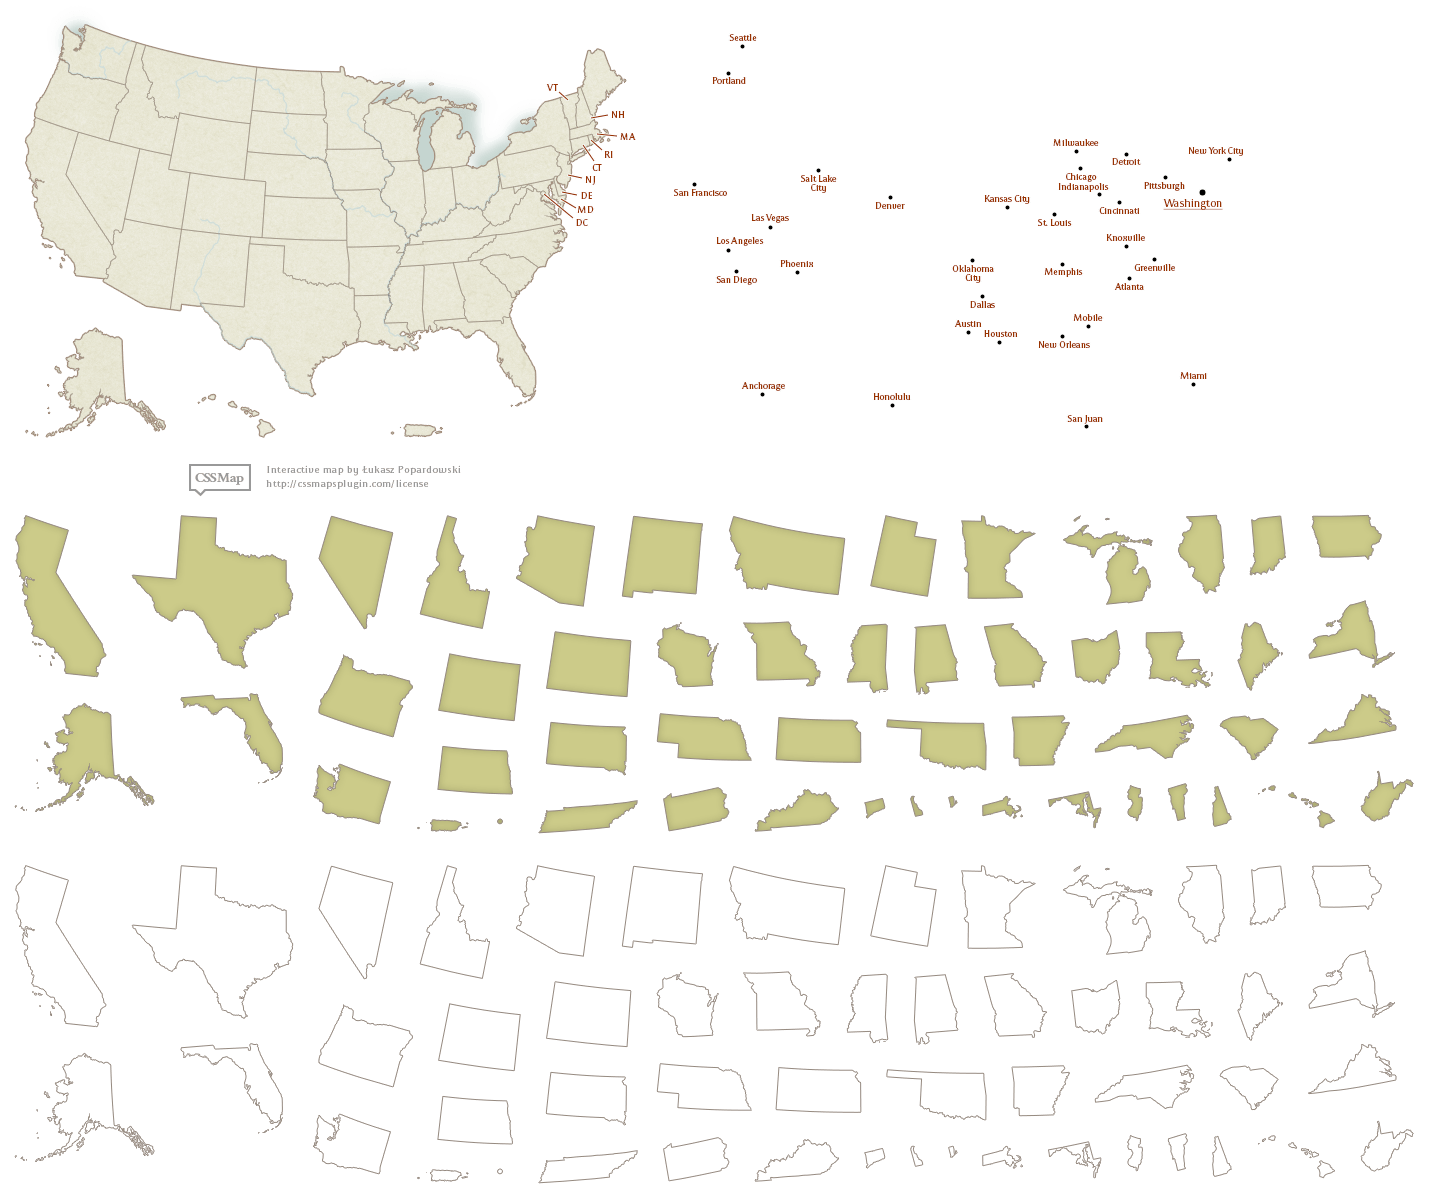 VT
NH
MA
RI
CT
NJ
DE
MD
DC
Seattle
Portland
San Francisco
Salt Lake
City
Las Vegas
Los Angeles
San Diego
Phoenix
Denver
Milwaukee
Detroit
New York City
Chicago
Indianapolis
Pittsburgh
Kansas City
Cincinnati
Washington
St. Louis
Knoxville
Oklahoma
City
Memphis
Greenville
Atlanta
Dallas
Austin
Houston
Mobile
New Orleans
Anchorage
Honolulu
Miami
San Juan
CSSMap
Interactive map by Łukasz Popardowski
http://cssmapsplugin.com/license